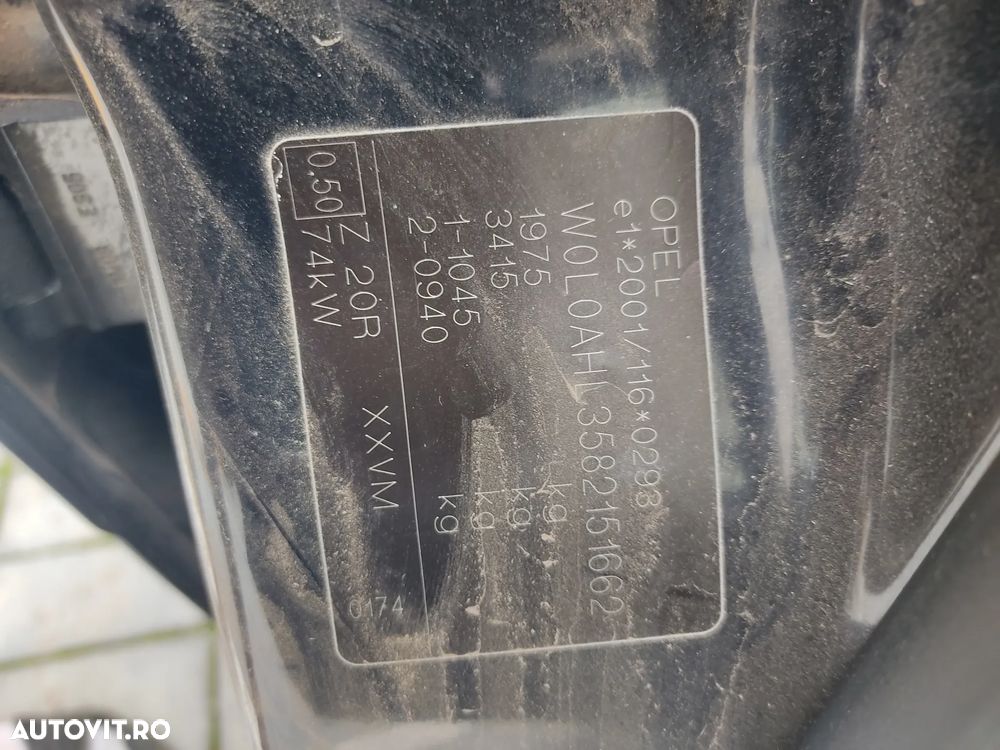 OPEL
e1*2001/116*0298
W0L0AHL3582151662
1975 kg
3415 kg
1-1045 kg
2-0940 kg
0.50 Z 20R XXVM
74kW
0174
9063
AUTOVIT.RO